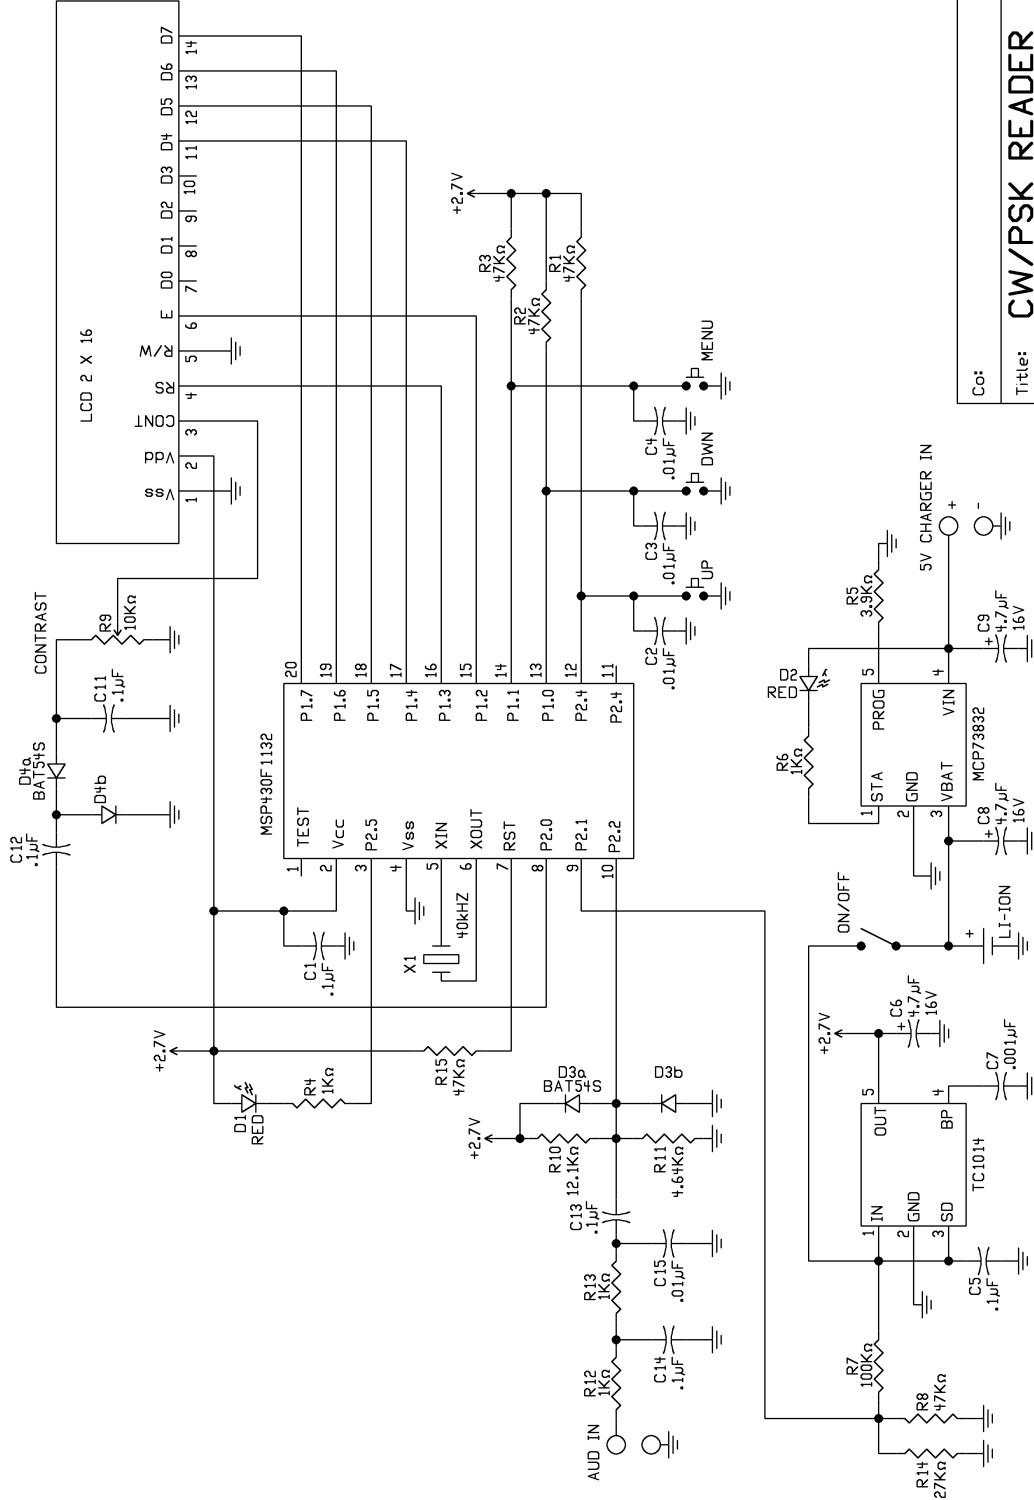 LCD 2 X 16
Vss
Vdd
CONT
RS
R/W
E
D0
D1
D2
D3
D4
D5
D6
D7
1
2
3
4
5
6
7
8
9
10
11
12
13
14
CONTRAST
R9
10KΩ
C11
.1µF
D4a
BAT54S
D4b
C12
.1µF
MSP430F1132
TEST
Vcc
P2.5
Vss
XIN
XOUT
RST
P2.0
P2.1
P2.2
1
2
3
4
5
6
7
8
9
10
P1.7
P1.6
P1.5
P1.4
P1.3
P1.2
P1.1
P1.0
P2.4
P2.4
20
19
18
17
16
15
14
13
12
11
+2.7V
R3
47KΩ
R2
47KΩ
R1
47KΩ
MENU
C4
.01µF
DWN
C3
.01µF
UP
C2
.01µF
C1
.1µF
X1
40kHZ
+2.7V
D1
RED
R4
1KΩ
R15
47KΩ
+2.7V
D3a
BAT54S
D3b
R10
12.1KΩ
R11
4.64KΩ
C13
.1µF
C15
.01µF
R13
1KΩ
C14
.1µF
R12
1KΩ
AUD IN
5V CHARGER IN
+
-
R5
3.9KΩ
D2
RED
R6
1KΩ
C9
4.7µF
16V
+
MCP73832
STA
GND
VBAT
PROG
VIN
1
2
3
5
4
C8
4.7µF
16V
+
ON/OFF
LI-ION
+
+2.7V
C6
4.7µF
16V
+
C7
.001µF
TC1014
IN
GND
SD
OUT
BP
1
2
3
5
4
C5
.1µF
R7
100KΩ
R8
47KΩ
R14
27KΩ
Co:
Title: CW/PSK READER